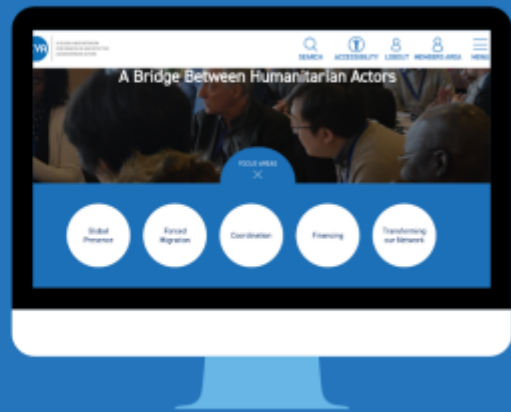 SEARCH
ACCESSIBILITY
LOGOUT
MEMBERS AREA
MENU
A Bridge Between Humanitarian Actors
FOCUS AREAS
Global
Presence
Forced
Migration
Coordination
Financing
Transforming
our Network